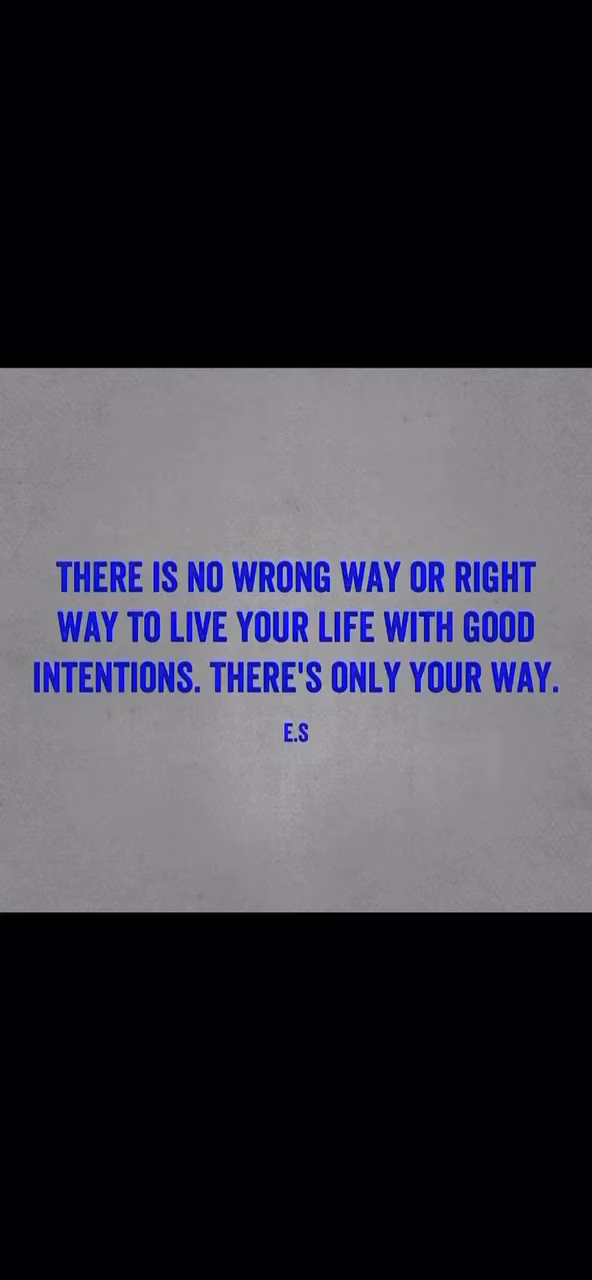 THERE IS NO WRONG WAY OR RIGHT
WAY TO LIVE YOUR LIFE WITH GOOD
INTENTIONS. THERE'S ONLY YOUR WAY.
E.S